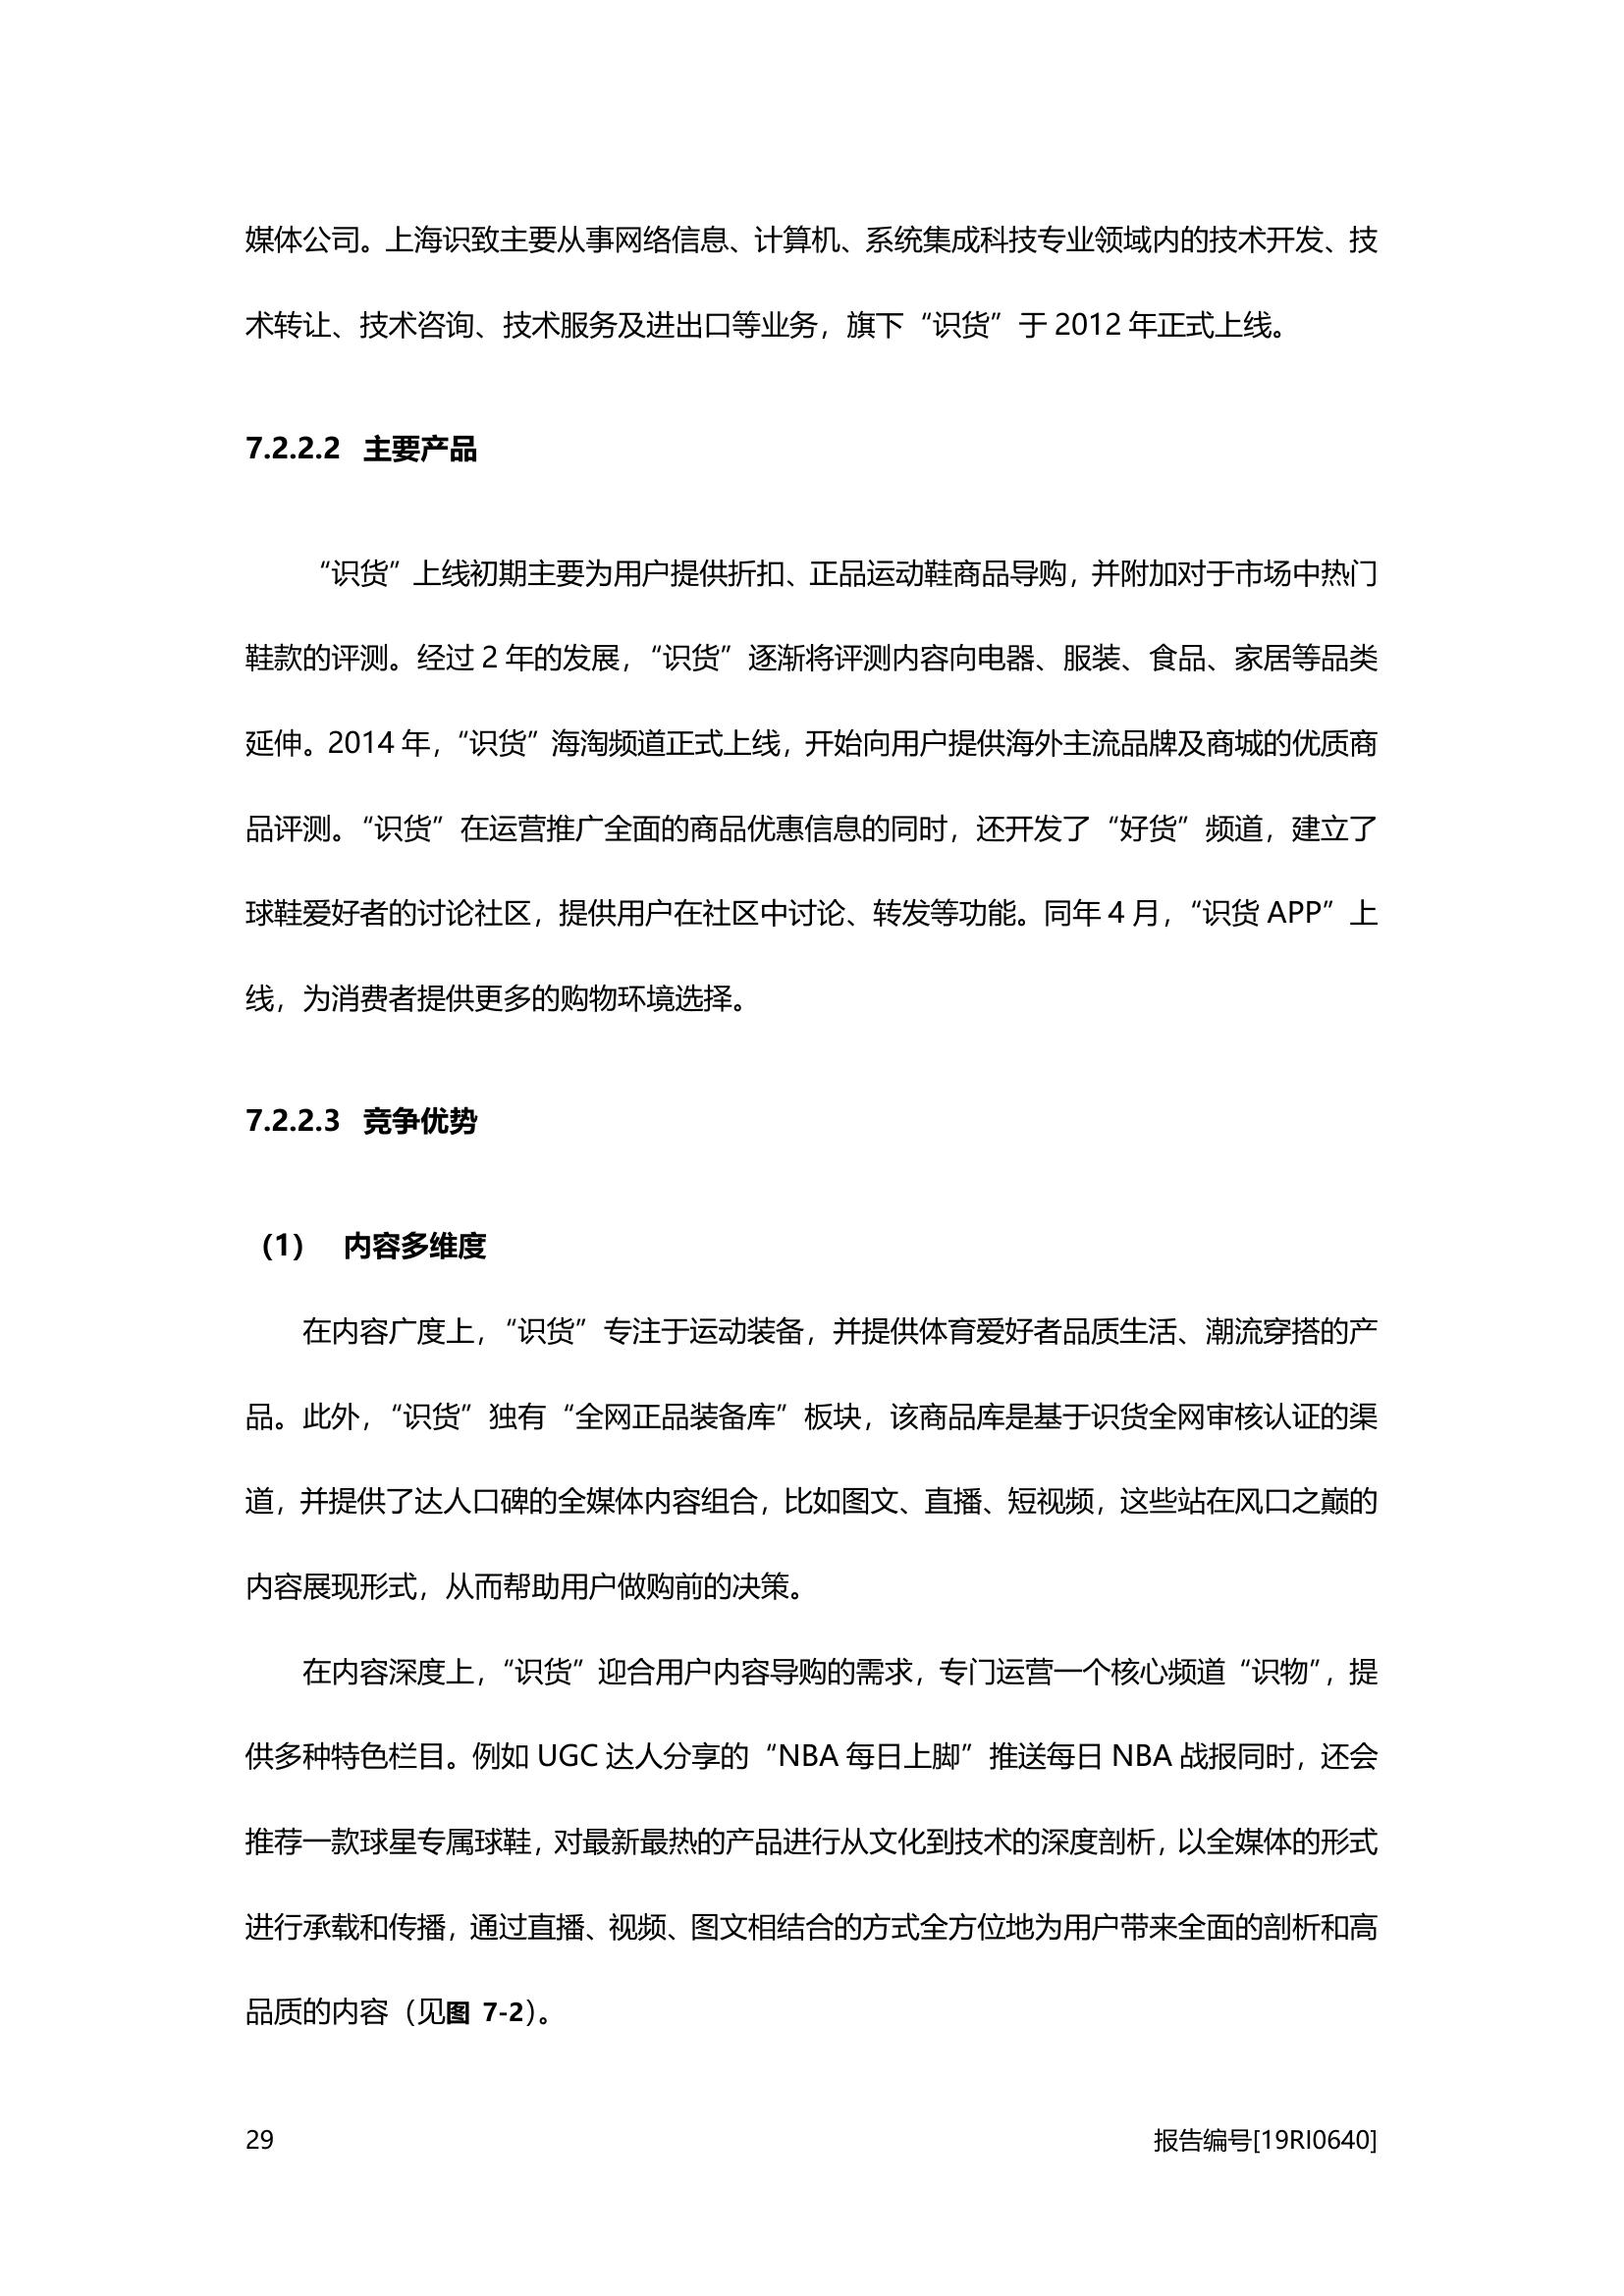 媒体公司。上海识致主要从事网络信息、计算机、系统集成科技专业领域内的技术开发、技
术转让、技术咨询、技术服务及进出口等业务，旗下“识货”于 2012 年正式上线。
7.2.2.2 主要产品
“识货”上线初期主要为用户提供折扣、正品运动鞋商品导购，并附加对于市场中热门
鞋款的评测。经过 2 年的发展，“识货”逐渐将评测内容向电器、服装、食品、家居等品类
延伸。2014 年，“识货”海淘频道正式上线，开始向用户提供海外主流品牌及商城的优质商
品评测。“识货”在运营推广全面的商品优惠信息的同时，还开发了“好货”频道，建立了
球鞋爱好者的讨论社区，提供用户在社区中讨论、转发等功能。同年 4 月，“识货 APP”上
线，为消费者提供更多的购物环境选择。
7.2.2.3 竞争优势
（1） 内容多维度
在内容广度上，“识货”专注于运动装备，并提供体育爱好者品质生活、潮流穿搭的产
品。此外，“识货”独有“全网正品装备库”板块，该商品库是基于识货全网审核认证的渠
道，并提供了达人口碑的全媒体内容组合，比如图文、直播、短视频，这些站在风口之巅的
内容展现形式，从而帮助用户做购前的决策。
在内容深度上，“识货”迎合用户内容导购的需求，专门运营一个核心频道“识物”，提
供多种特色栏目。例如 UGC 达人分享的“NBA 每日上脚”推送每日 NBA 战报同时，还会
推荐一款球星专属球鞋，对最新最热的产品进行从文化到技术的深度剖析，以全媒体的形式
进行承载和传播，通过直播、视频、图文相结合的方式全方位地为用户带来全面的剖析和高
品质的内容（见图 7-2）。
29 报告编号[19RI0640]